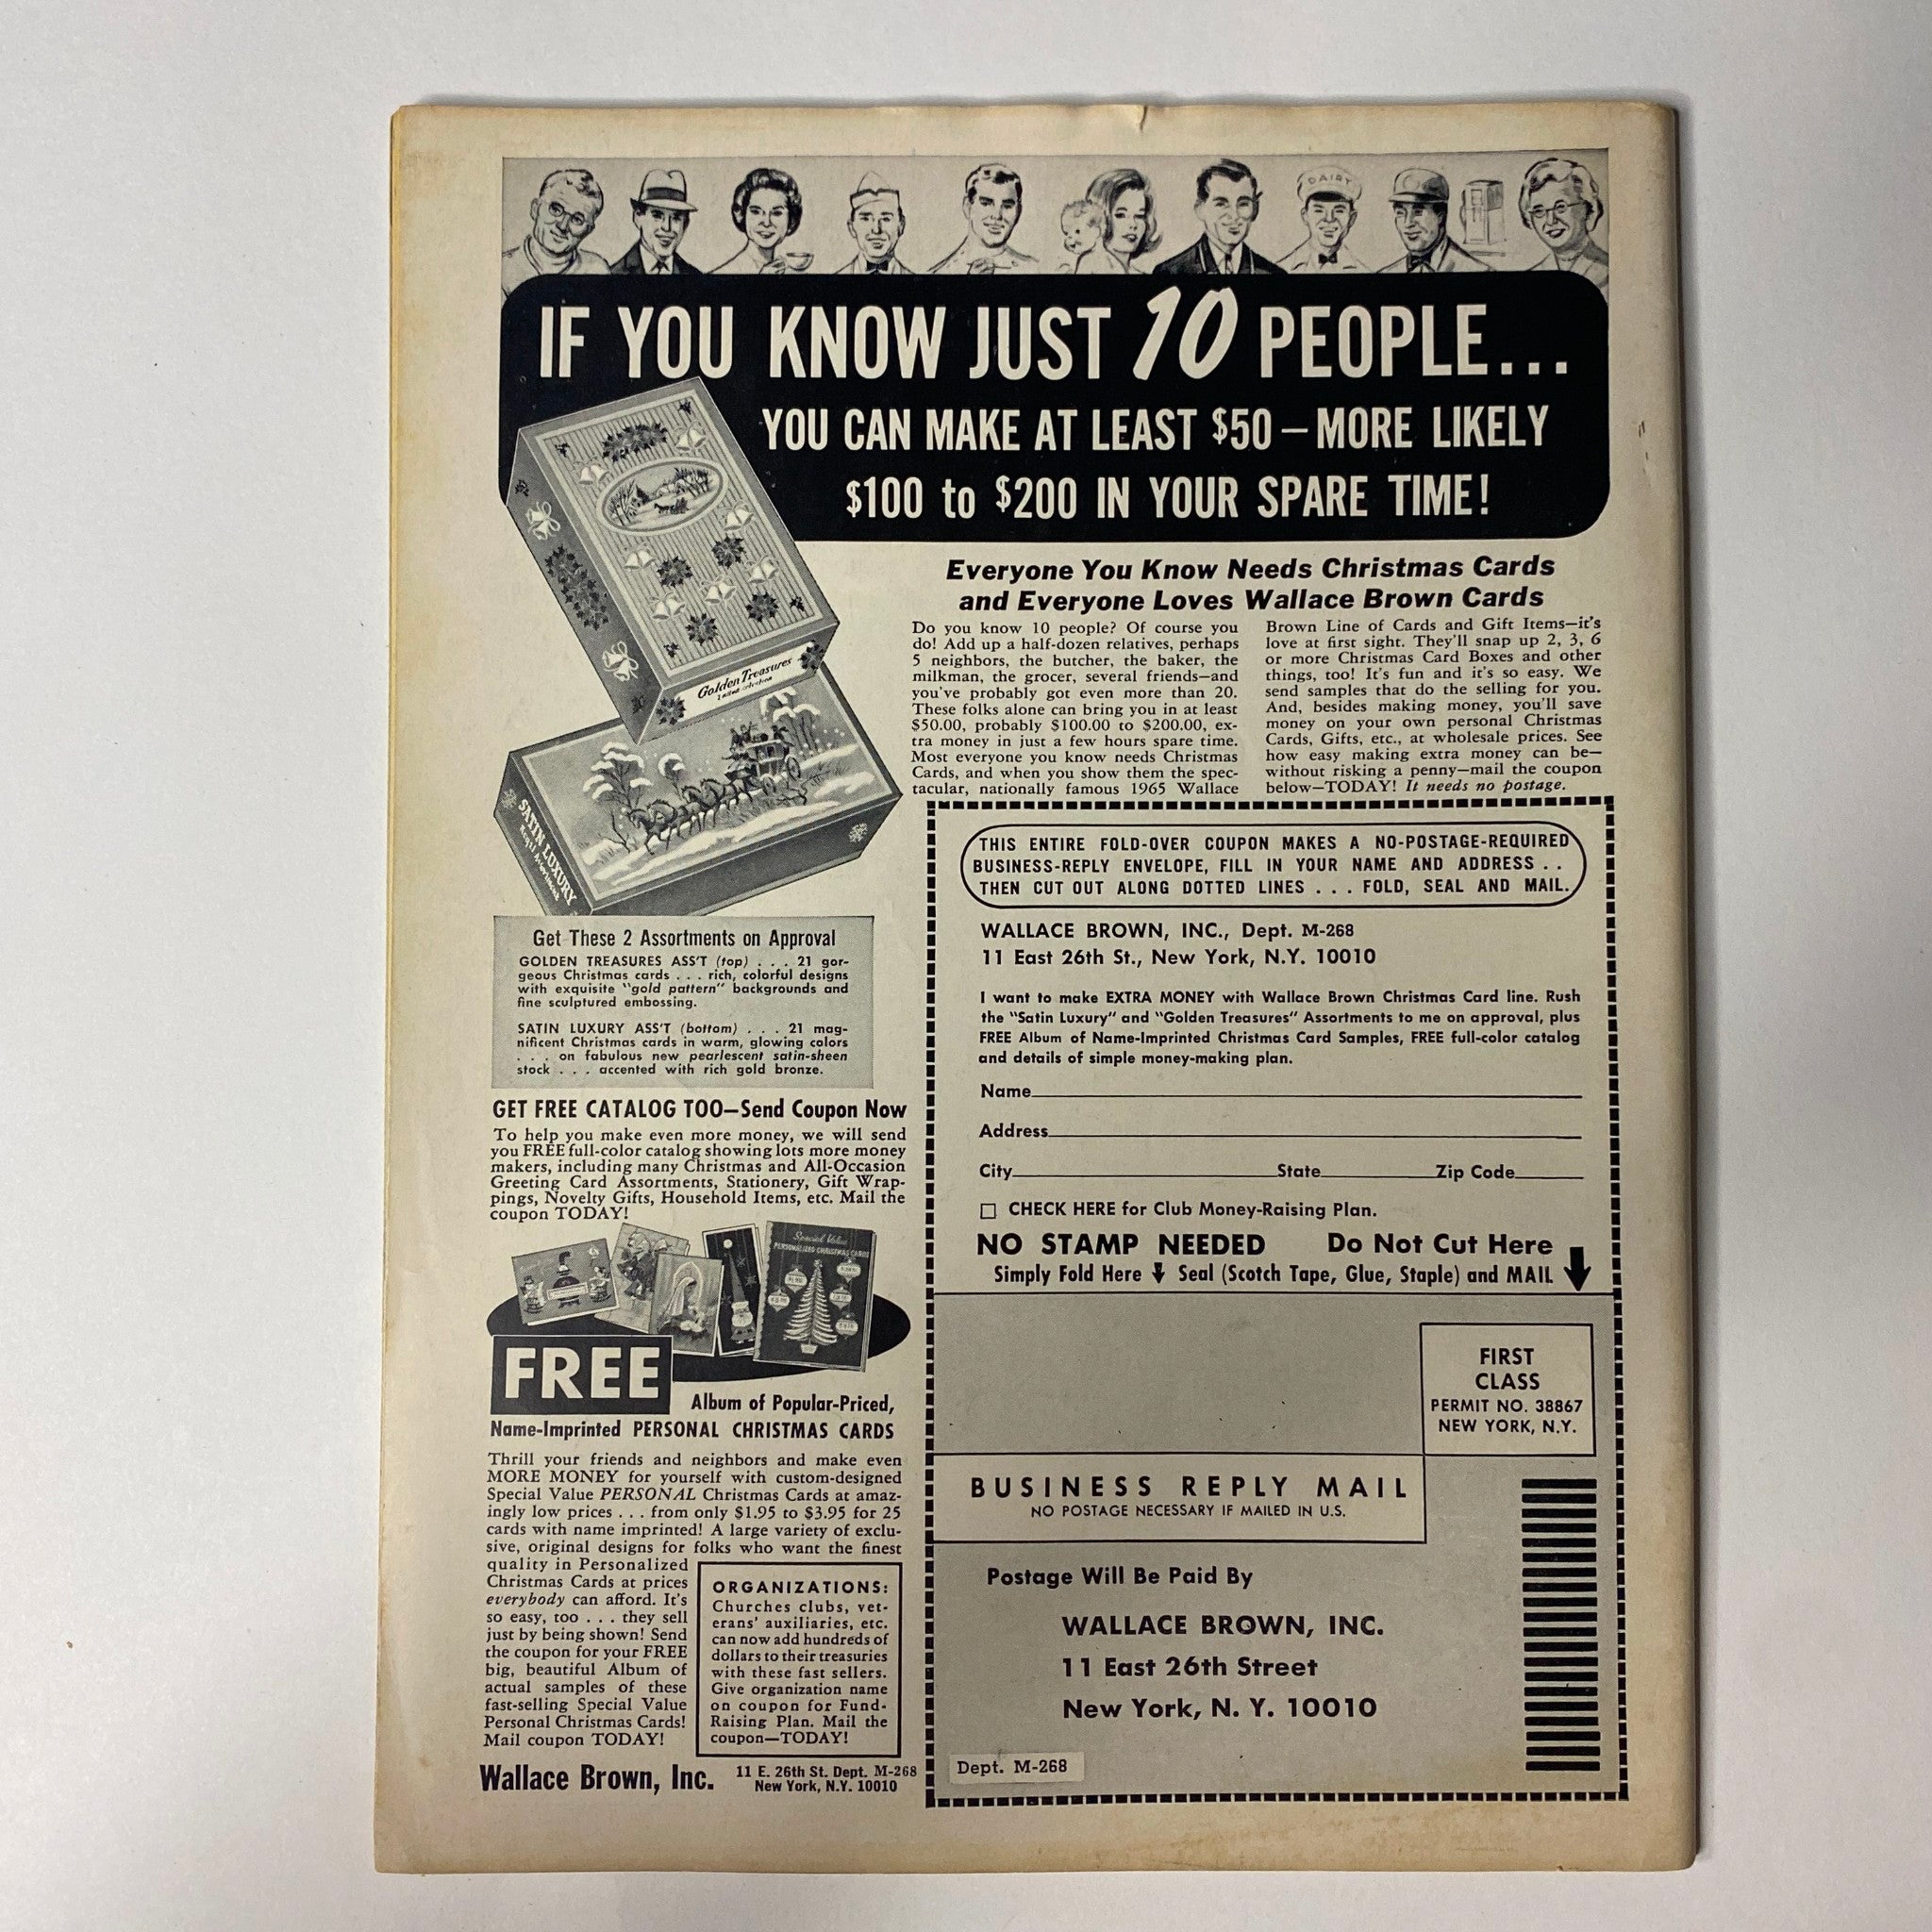 DAIRY
IF YOU KNOW JUST 10 PEOPLE...
YOU CAN MAKE AT LEAST $50 — MORE LIKELY
$100 to $200 IN YOUR SPARE TIME!
Golden Treasures
SATIN LUXURY
Everyone You Know Needs Christmas Cards
and Everyone Loves Wallace Brown Cards
Do you know 10 people? Of course you
do! Add up a half-dozen relatives, perhaps
5 neighbors, the butcher, the baker, the
milkman, the grocer, several friends—and
you've probably got even more than 20.
These folks alone can bring you in at least
$50.00, probably $100.00 to $200.00, ex-
tra money in just a few hours spare time.
Most everyone you know needs Christmas
Cards, and when you show them the spec-
tacular, nationally famous 1965 Wallace
Brown Line of Cards and Gift Items—it's
love at first sight. They'll snap up 2, 3, 6
or more Christmas Card Boxes and other
things, too! It's fun and it's so easy. We
send samples that do the selling for you.
And, besides making money, you'll save
money on your own personal Christmas
Cards, Gifts, etc., at wholesale prices. See
how easy making extra money can be—
without risking a penny—mail the coupon
below—TODAY! It needs no postage.
Get These 2 Assortments on Approval
GOLDEN TREASURES ASS'T (top) . . . 21 gor-
geous Christmas cards . . . rich, colorful designs
with exquisite "gold pattern" backgrounds and
fine sculptured embossing.
SATIN LUXURY ASS'T (bottom) . . . 21 mag-
nificent Christmas cards in warm, glowing colors
. . . on fabulous new pearlescent satin-sheen
stock . . . accented with rich gold bronze.
GET FREE CATALOG TOO—Send Coupon Now
To help you make even more money, we will send
you FREE full-color catalog showing lots more money
makers, including many Christmas and All-Occasion
Greeting Card Assortments, Stationery, Gift Wrap-
pings, Novelty Gifts, Household Items, etc. Mail the
coupon TODAY!
Special Value
PERSONALIZED CHRISTMAS CARDS
FREE
Album of Popular-Priced,
Name-Imprinted PERSONAL CHRISTMAS CARDS
Thrill your friends and neighbors and make even
MORE MONEY for yourself with custom-designed
Special Value PERSONAL Christmas Cards at amaz-
ingly low prices . . . from only $1.95 to $3.95 for 25
cards with name imprinted! A large variety of exclu-
sive, original designs for folks who want the finest
quality in Personalized
Christmas Cards at prices
everybody can afford. It's
so easy, too . . . they sell
just by being shown! Send
the coupon for your FREE
big, beautiful Album of
actual samples of these
fast-selling Special Value
Personal Christmas Cards!
Mail coupon TODAY!
ORGANIZATIONS:
Churches clubs, vet-
erans' auxiliaries, etc.
can now add hundreds of
dollars to their treasuries
with these fast sellers.
Give organization name
on coupon for Fund-
Raising Plan. Mail the
coupon—TODAY!
Wallace Brown, Inc.
11 E. 26th St. Dept. M-268
New York, N.Y. 10010
THIS ENTIRE FOLD-OVER COUPON MAKES A NO-POSTAGE-REQUIRED
BUSINESS-REPLY ENVELOPE, FILL IN YOUR NAME AND ADDRESS . .
THEN CUT OUT ALONG DOTTED LINES . . . FOLD, SEAL AND MAIL.
WALLACE BROWN, INC., Dept. M-268
11 East 26th St., New York, N.Y. 10010
I want to make EXTRA MONEY with Wallace Brown Christmas Card line. Rush
the "Satin Luxury" and "Golden Treasures" Assortments to me on approval, plus
FREE Album of Name-Imprinted Christmas Card Samples, FREE full-color catalog
and details of simple money-making plan.
Name
Address
City State Zip Code
CHECK HERE for Club Money-Raising Plan.
NO STAMP NEEDED Do Not Cut Here
Simply Fold Here Seal (Scotch Tape, Glue, Staple) and MAIL
FIRST
CLASS
PERMIT NO. 38867
NEW YORK, N.Y.
BUSINESS REPLY MAIL
NO POSTAGE NECESSARY IF MAILED IN U.S.
Postage Will Be Paid By
WALLACE BROWN, INC.
11 East 26th Street
New York, N. Y. 10010
Dept. M-268